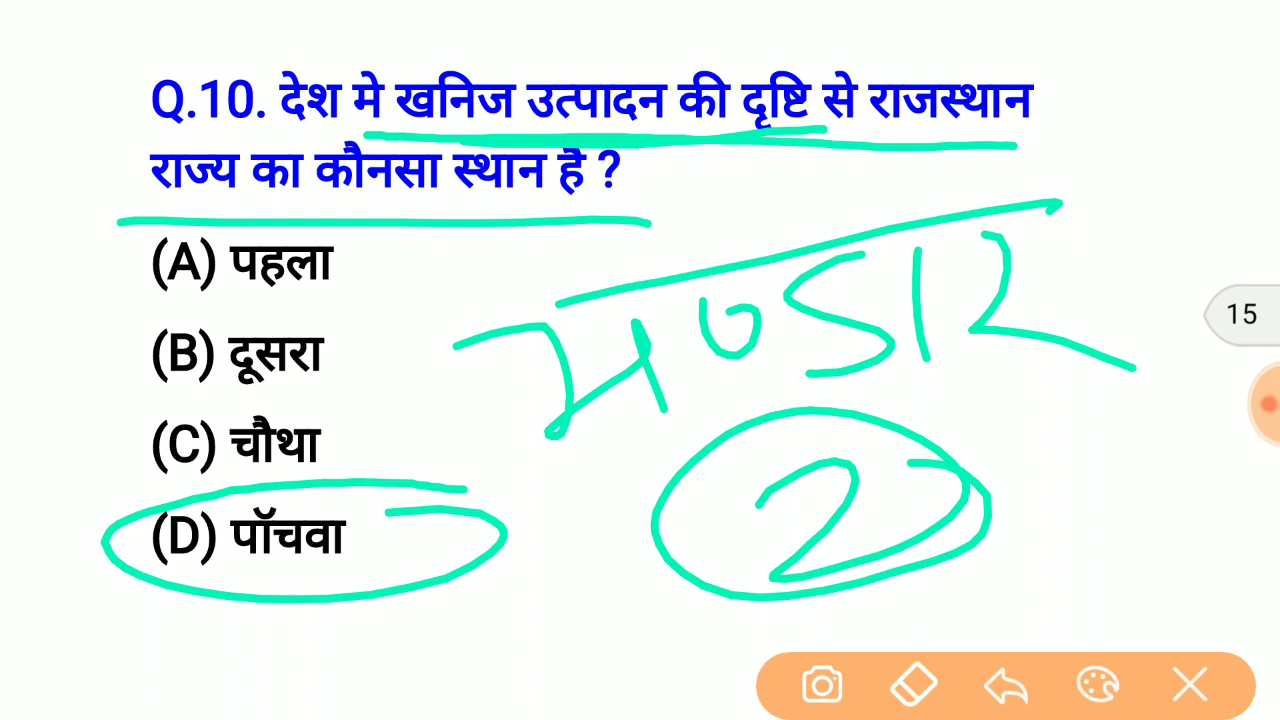 Q.10. देश मे खनिज उत्पादन की दृष्टि से राजस्थान
राज्य का कौनसा स्थान है ?
(A) पहला
(B) दूसरा
(C) चौथा
(D) पॉचवा
भण्डार
2
15